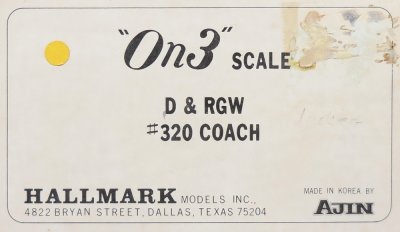 "On3" SCALE
D & RGW
#320 COACH
HALLMARK MODELS INC.,
4822 BRYAN STREET, DALLAS, TEXAS 75204
MADE IN KOREA BY
AJIN